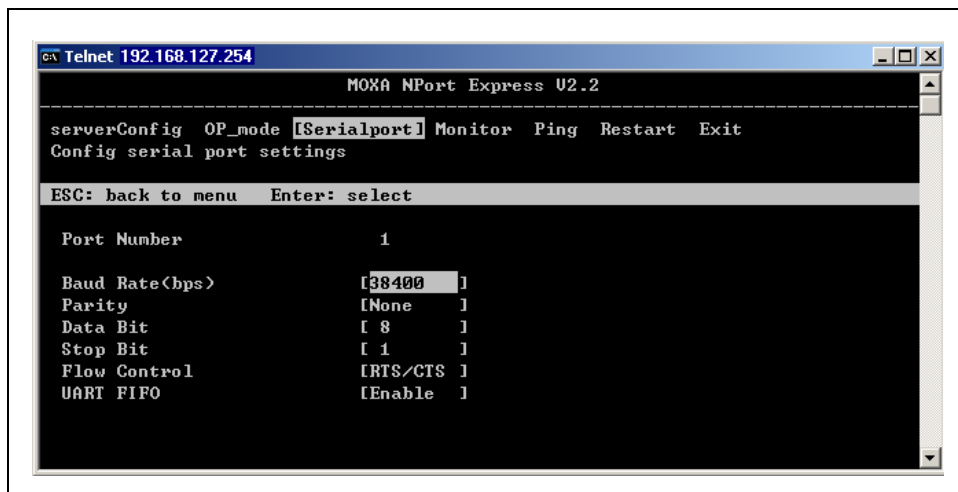 Telnet 192.168.127.254
MOXA NPort Express V2.2
serverConfig OP_mode [Serialport] Monitor Ping Restart Exit
Config serial port settings
ESC: back to menu Enter: select
Port Number 1
Baud Rate(bps) [38400 ]
Parity [None ]
Data Bit [ 8 ]
Stop Bit [ 1 ]
Flow Control [RTS/CTS ]
UART FIFO [Enable ]